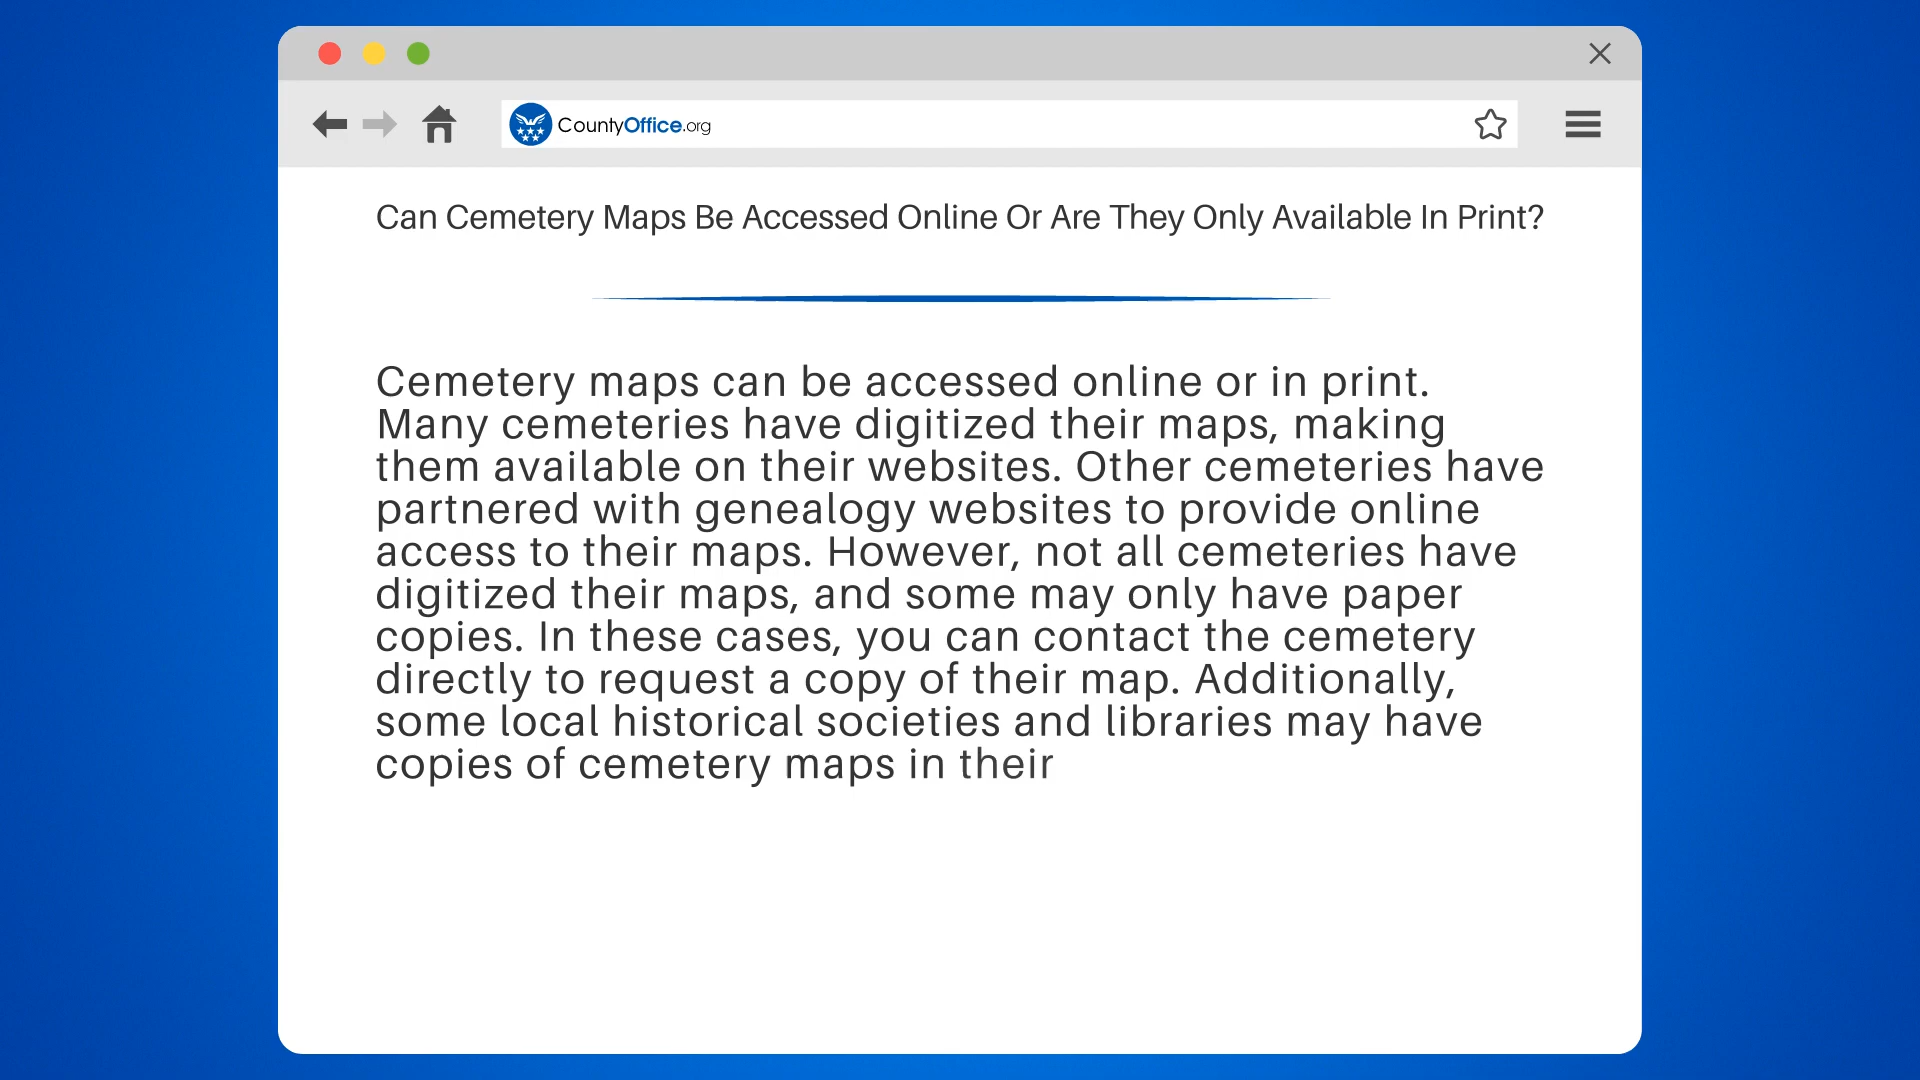 CountyOffice.org
Can Cemetery Maps Be Accessed Online Or Are They Only Available In Print?
Cemetery maps can be accessed online or in print.
Many cemeteries have digitized their maps, making
them available on their websites. Other cemeteries have
partnered with genealogy websites to provide online
access to their maps. However, not all cemeteries have
digitized their maps, and some may only have paper
copies. In these cases, you can contact the cemetery
directly to request a copy of their map. Additionally,
some local historical societies and libraries may have
copies of cemetery maps in their